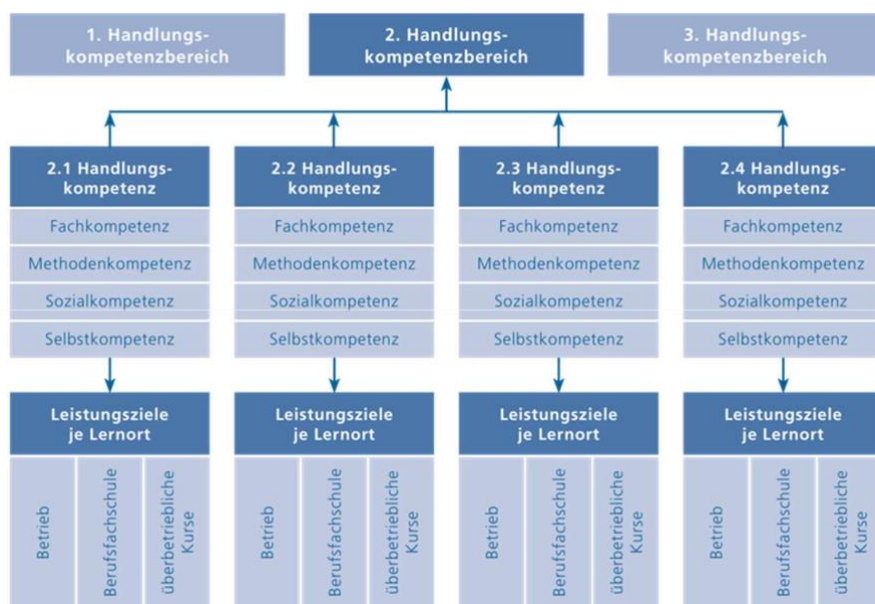 1. Handlungs-
kompetenzbereich
2. Handlungs-
kompetenzbereich
3. Handlungs-
kompetenzbereich
2.1 Handlungs-
kompetenz
2.2 Handlungs-
kompetenz
2.3 Handlungs-
kompetenz
2.4 Handlungs-
kompetenz
Fachkompetenz
Fachkompetenz
Fachkompetenz
Fachkompetenz
Methodenkompetenz
Methodenkompetenz
Methodenkompetenz
Methodenkompetenz
Sozialkompetenz
Sozialkompetenz
Sozialkompetenz
Sozialkompetenz
Selbstkompetenz
Selbstkompetenz
Selbstkompetenz
Selbstkompetenz
Leistungsziele
je Lernort
Leistungsziele
je Lernort
Leistungsziele
je Lernort
Leistungsziele
je Lernort
Betrieb
Berufsfachschule
überbetriebliche
Kurse
Betrieb
Berufsfachschule
überbetriebliche
Kurse
Betrieb
Berufsfachschule
überbetriebliche
Kurse
Betrieb
Berufsfachschule
überbetriebliche
Kurse